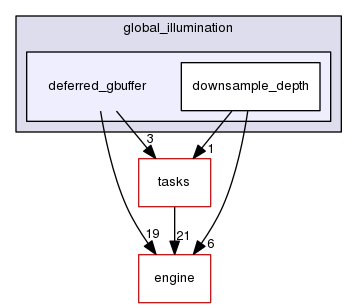 global_illumination
deferred_gbuffer
downsample_depth
3
1
tasks
19
21
6
engine